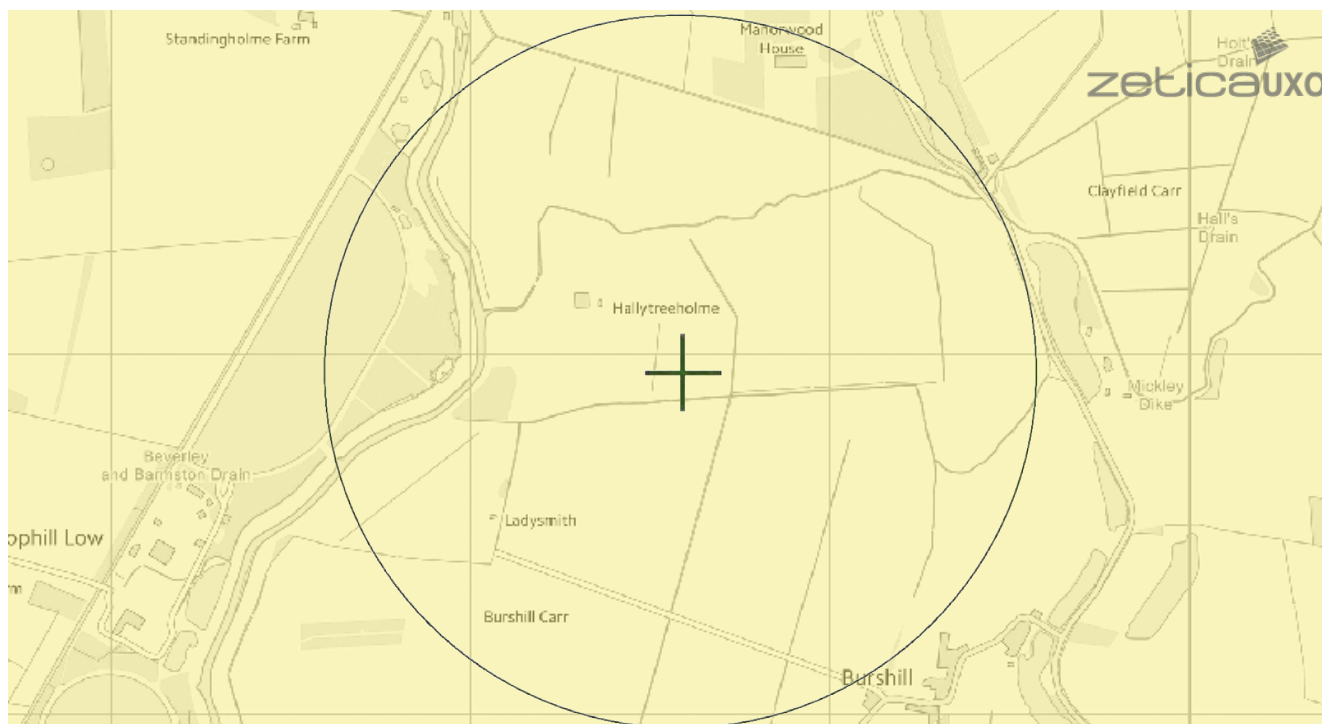 Standingholme Farm
Manorwood
House
Holt's
Drain
zeticauxo
Clayfield Carr
Hall's
Drain
Hallytreeholme
Mickley
Dike
Beverley
and Barmston Drain
Ladysmith
ophill Low
rm
Burshill Carr
Burshill